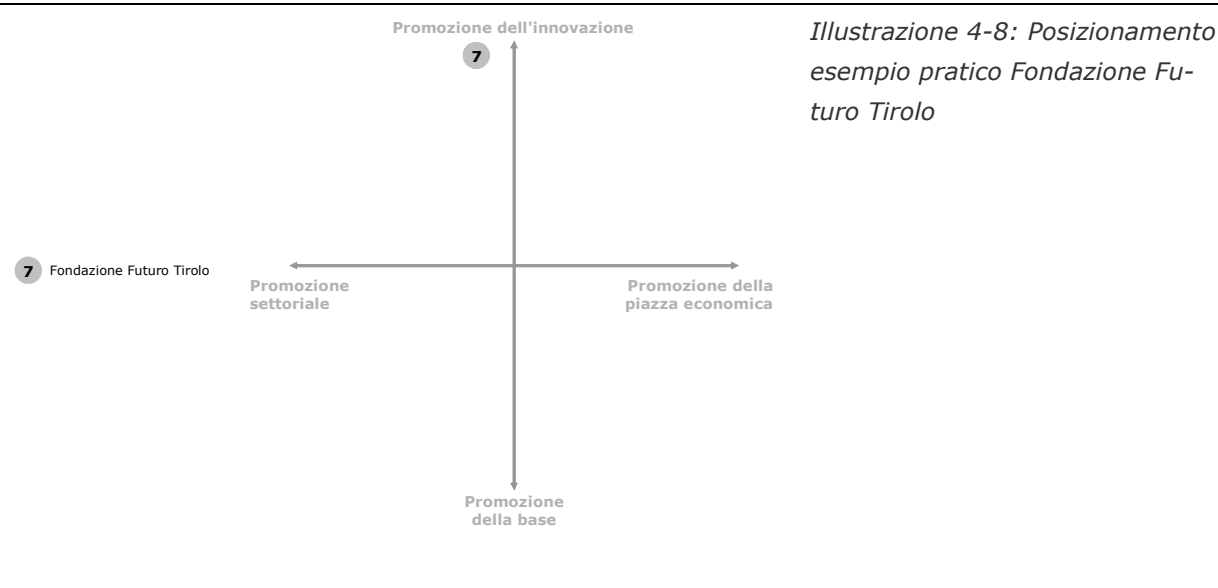 Promozione dell'innovazione
7
Illustrazione 4-8: Posizionamento
esempio pratico Fondazione Fu-
turo Tirolo
7 Fondazione Futuro Tirolo
Promozione
settoriale
Promozione della
piazza economica
Promozione
della base